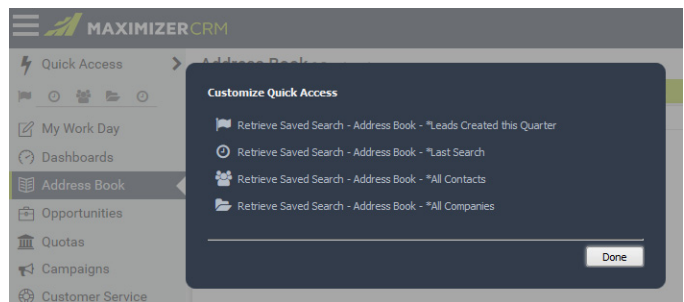 MAXIMIZERCRM
Quick Access
My Work Day
Dashboards
Address Book
Opportunities
Quotas
Campaigns
Customer Service
Address Book
Customize Quick Access
Retrieve Saved Search - Address Book - *Leads Created this Quarter
Retrieve Saved Search - Address Book - *Last Search
Retrieve Saved Search - Address Book - *All Contacts
Retrieve Saved Search - Address Book - *All Companies
Done